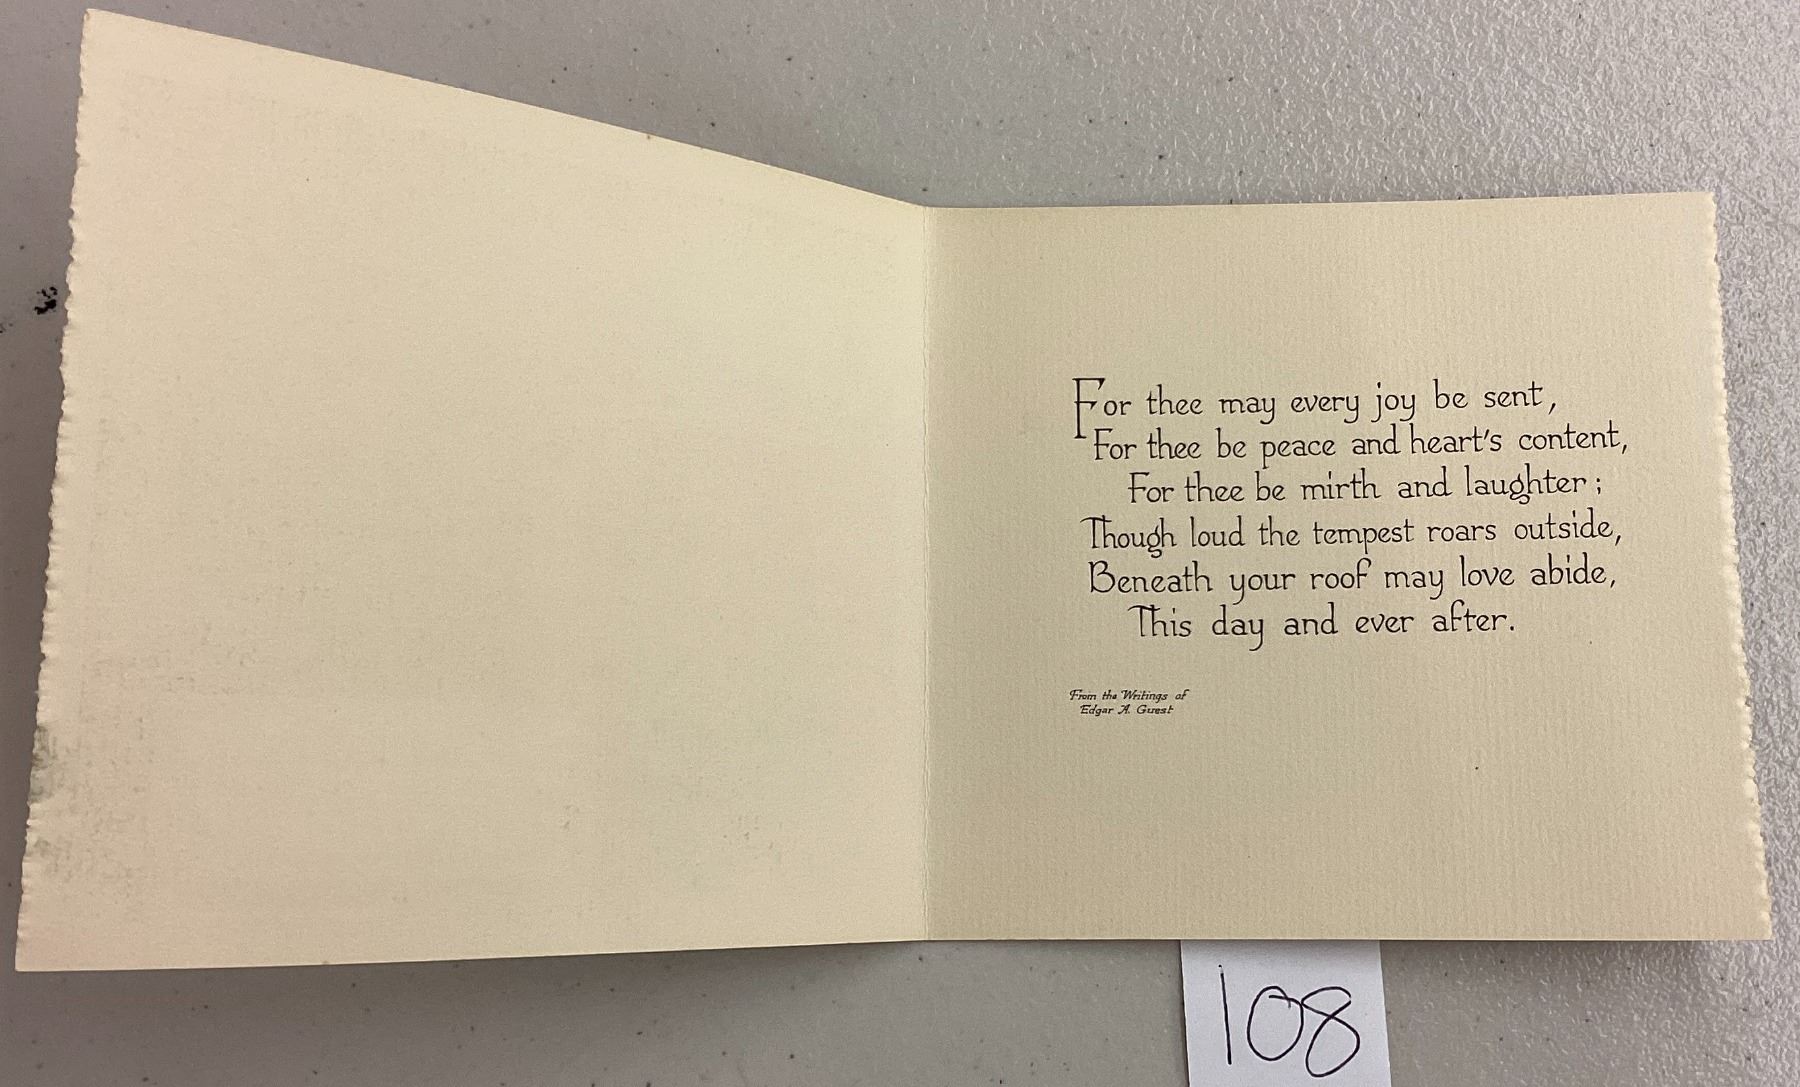 For thee may every joy be sent,
For thee be peace and heart's content,
For thee be mirth and laughter;
Though loud the tempest roars outside,
Beneath your roof may love abide,
This day and ever after.
From the Writings of
Edgar A. Guest
108